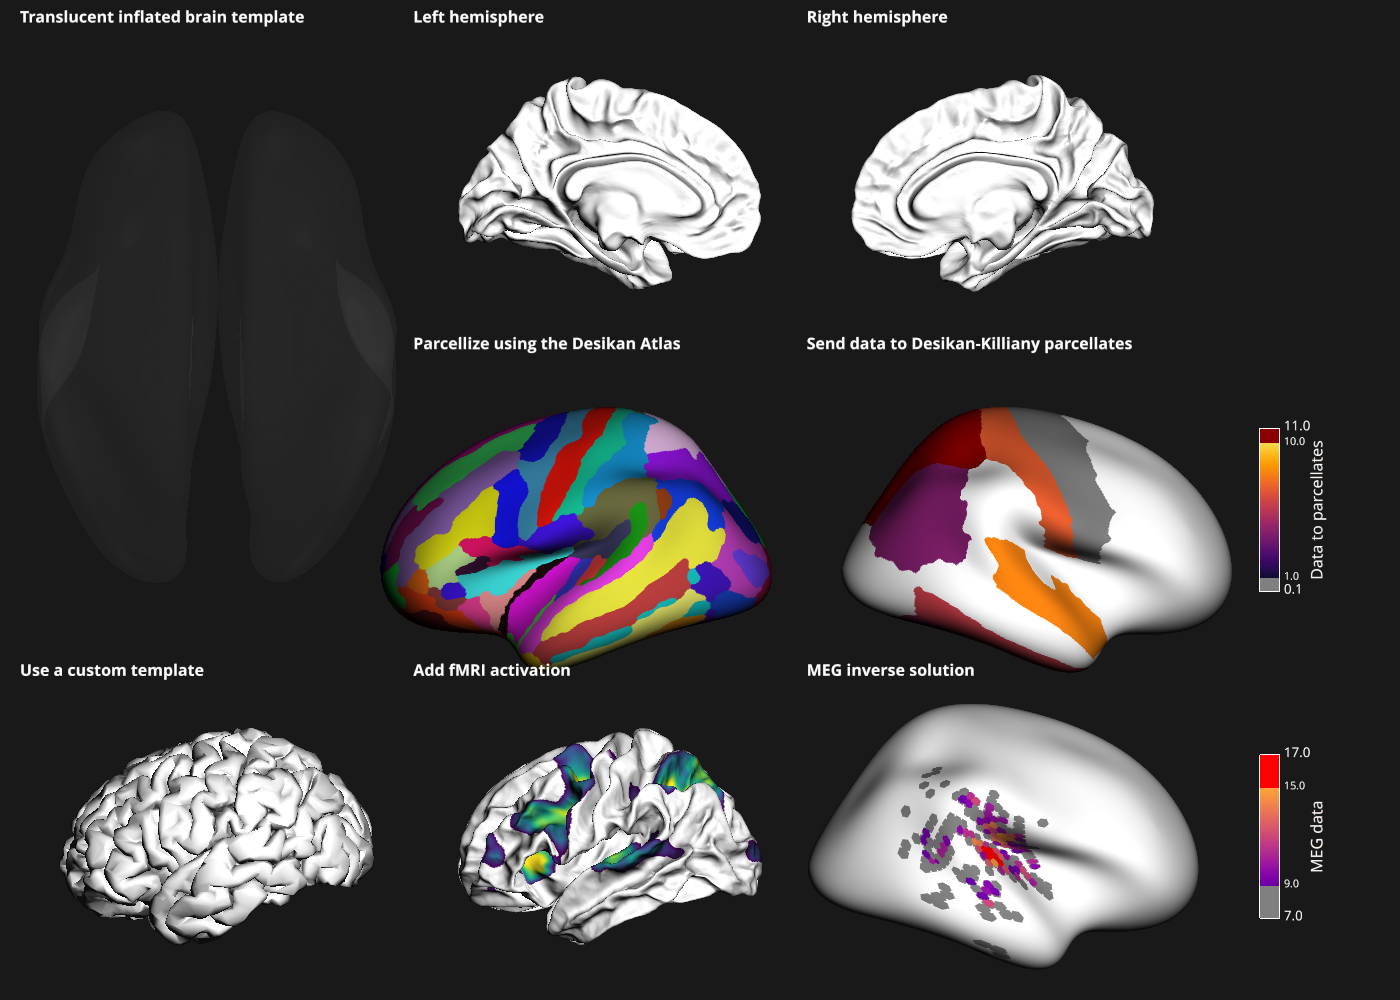 Translucent inflated brain template
Left hemisphere
Right hemisphere
Parcellize using the Desikan Atlas
Send data to Desikan-Killiany parcellates
11.0
10.0
1.0
0.1
Data to parcellates
Use a custom template
Add fMRI activation
MEG inverse solution
17.0
15.0
9.0
7.0
MEG data